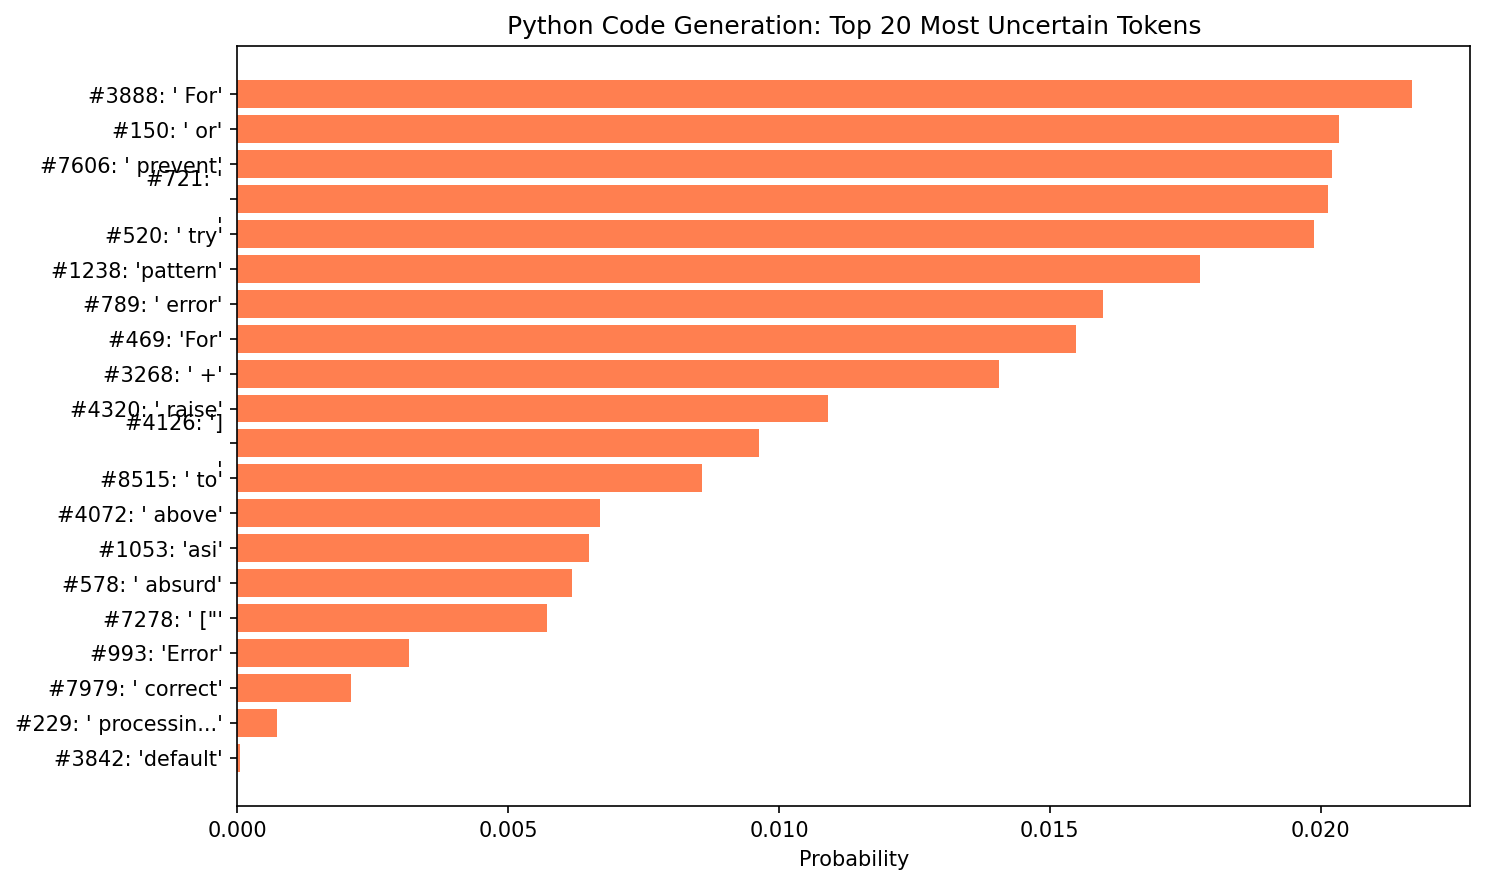 Python Code Generation: Top 20 Most Uncertain Tokens
#3888: ' For'
#150: ' or'
#7606: ' prevent'
#721: '
'
#520: ' try'
#1238: 'pattern'
#789: ' error'
#469: 'For'
#3268: ' +'
#4320: ' raise'
#4126: ']
'
#8515: ' to'
#4072: ' above'
#1053: 'asi'
#578: ' absurd'
#7278: ' ["'
#993: 'Error'
#7979: ' correct'
#229: ' processin...'
#3842: 'default'
0.000 0.005 0.010 0.015 0.020
Probability